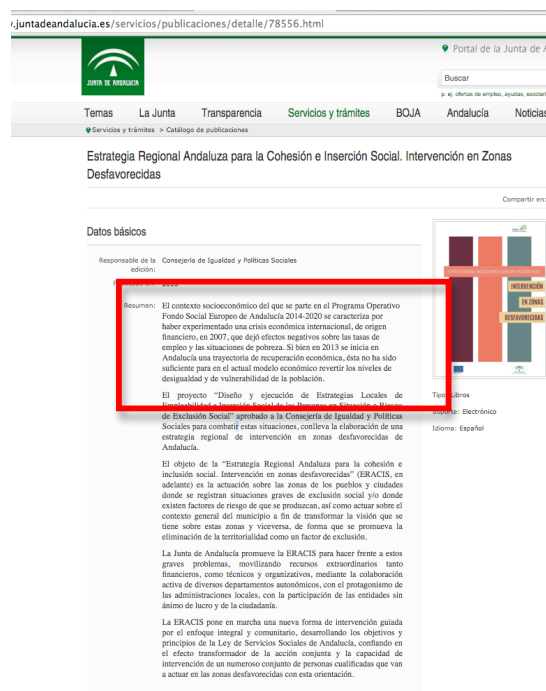 .juntadeandalucia.es/servicios/publicaciones/detalle/78556.html
JUNTA DE ANDALUCIA
Portal de la Junta de A
Buscar
p. ej. ofertas de empleo, ayudas, escolari
Temas La Junta Transparencia Servicios y trámites BOJA Andalucía Noticias
Servicios y trámites > Catálogo de publicaciones
Estrategia Regional Andaluza para la Cohesión e Inserción Social. Intervención en Zonas
Desfavorecidas
Compartir en:
Datos básicos
Responsable de la edición: Consejería de Igualdad y Políticas Sociales
Resumen: El contexto socioeconómico del que se parte en el Programa Operativo
Fondo Social Europeo de Andalucía 2014-2020 se caracteriza por
haber experimentado una crisis económica internacional, de origen
financiero, en 2007, que dejó efectos negativos sobre las tasas de
empleo y las situaciones de pobreza. Si bien en 2013 se inicia en
Andalucía una trayectoria de recuperación económica, ésta no ha sido
suficiente para en el actual modelo económico revertir los niveles de
desigualdad y de vulnerabilidad de la población.
El proyecto “Diseño y ejecución de Estrategias Locales de
Empleabilidad e Inserción Social de las Personas en Situación o Riesgo
de Exclusión Social” aprobado a la Consejería de Igualdad y Políticas
Sociales para combatir estas situaciones, conlleva la elaboración de una
estrategia regional de intervención en zonas desfavorecidas de
Andalucía.
El objeto de la “Estrategia Regional Andaluza para la cohesión e
inclusión social. Intervención en zonas desfavorecidas” (ERACIS, en
adelante) es la actuación sobre las zonas de los pueblos y ciudades
donde se registran situaciones graves de exclusión social y/o donde
existen factores de riesgo de que se produzcan, así como actuar sobre el
contexto general del municipio a fin de transformar la visión que se
tiene sobre estas zonas y viceversa, de forma que se promueva la
eliminación de la territorialidad como un factor de exclusión.
La Junta de Andalucía promueve la ERACIS para hacer frente a estos
graves problemas, movilizando recursos extraordinarios tanto
financieros, como técnicos y organizativos, mediante la colaboración
activa de diversos departamentos autonómicos, con el protagonismo de
las administraciones locales, con la participación de las entidades sin
ánimo de lucro y de la ciudadanía.
La ERACIS pone en marcha una nueva forma de intervención guiada
por el enfoque integral y comunitario, desarrollando los objetivos y
principios de la Ley de Servicios Sociales de Andalucía, confiando en
el efecto transformador de la acción conjunta y la capacidad de
intervención de un numeroso conjunto de personas cualificadas que van
a actuar en las zonas desfavorecidas con esta orientación.
INTERVENCIÓN
EN ZONAS
DESFAVORECIDAS
Libros
Electrónico
Idioma: Español